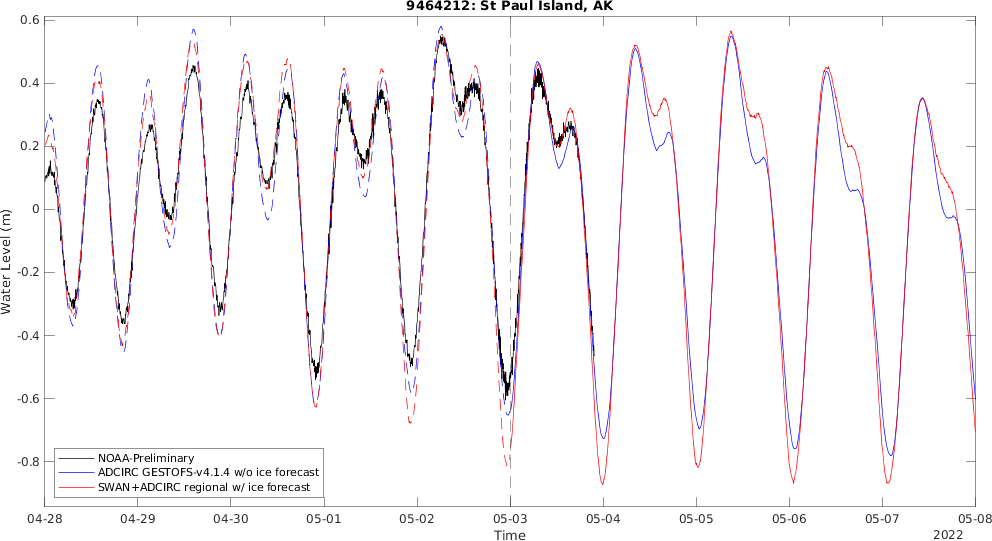 9464212: St Paul Island, AK
0.6
0.4
0.2
0
-0.2
-0.4
-0.6
-0.8
Water Level (m)
NOAA-Preliminary
ADCIRC GESTOFS-v4.1.4 w/o ice forecast
SWAN+ADCIRC regional w/ ice forecast
04-28 04-29 04-30 05-01 05-02 05-03 05-04 05-05 05-06 05-07 05-08
Time
2022